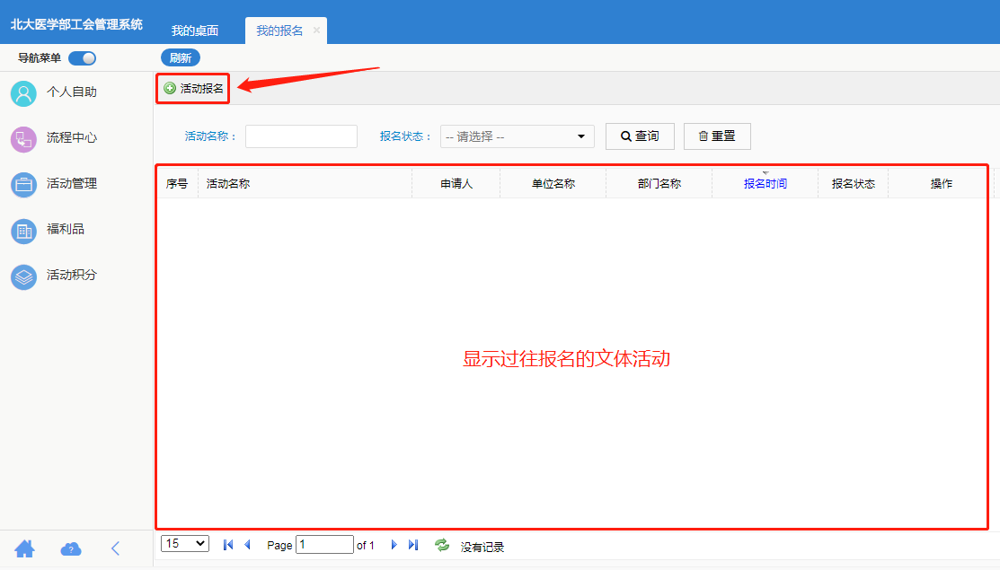 北大医学部工会管理系统
我的桌面
我的报名 ×
导航菜单
刷新
个人自助
流程中心
活动管理
福利品
活动积分
活动报名
活动名称：
报名状态：
-- 请选择 --
查询
重置
序号 活动名称 申请人 单位名称 部门名称 报名时间 报名状态 操作
显示过往报名的文体活动
?
15 Page 1 of 1 没有记录